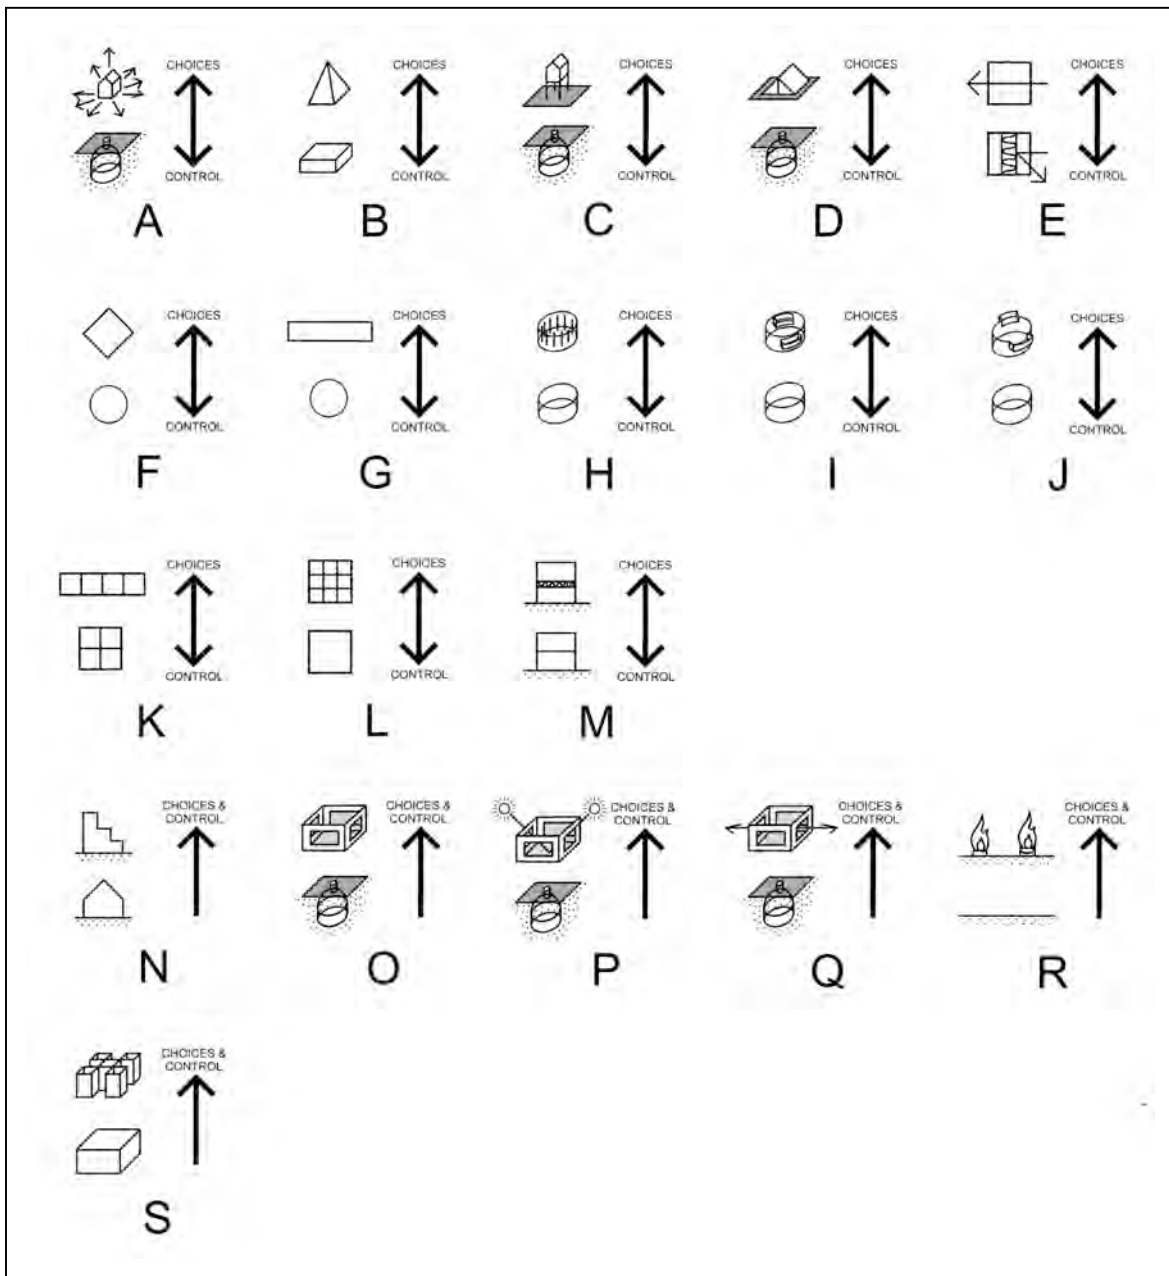 CHOICES CHOICES CHOICES CHOICES CHOICES
CONTROL CONTROL CONTROL CONTROL CONTROL
A B C D E
CHOICES CHOICES CHOICES CHOICES CHOICES
CONTROL CONTROL CONTROL CONTROL CONTROL
F G H I J
CHOICES CHOICES CHOICES
CONTROL CONTROL CONTROL
K L M
CHOICES & CHOICES & CHOICES & CHOICES & CHOICES &
CONTROL CONTROL CONTROL CONTROL CONTROL
N O P Q R
CHOICES &
CONTROL
S